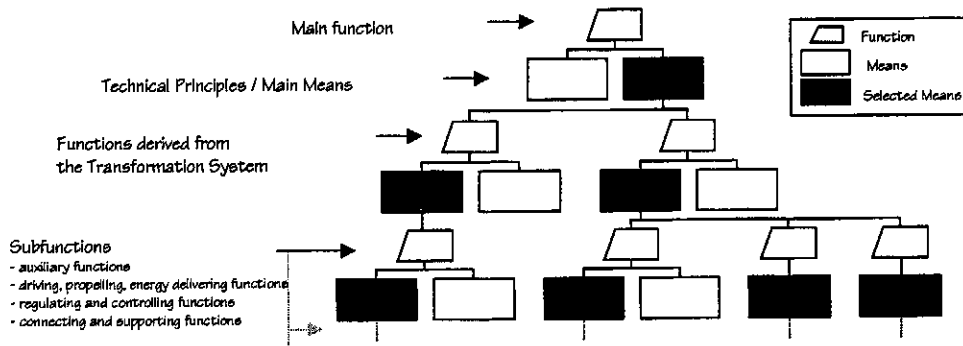 Main function
Function
Means
Selected Means
Technical Principles / Main Means
Functions derived from
the Transformation System
Subfunctions
- auxiliary functions
- driving, propelling, energy delivering functions
- regulating and controlling functions
- connecting and supporting functions